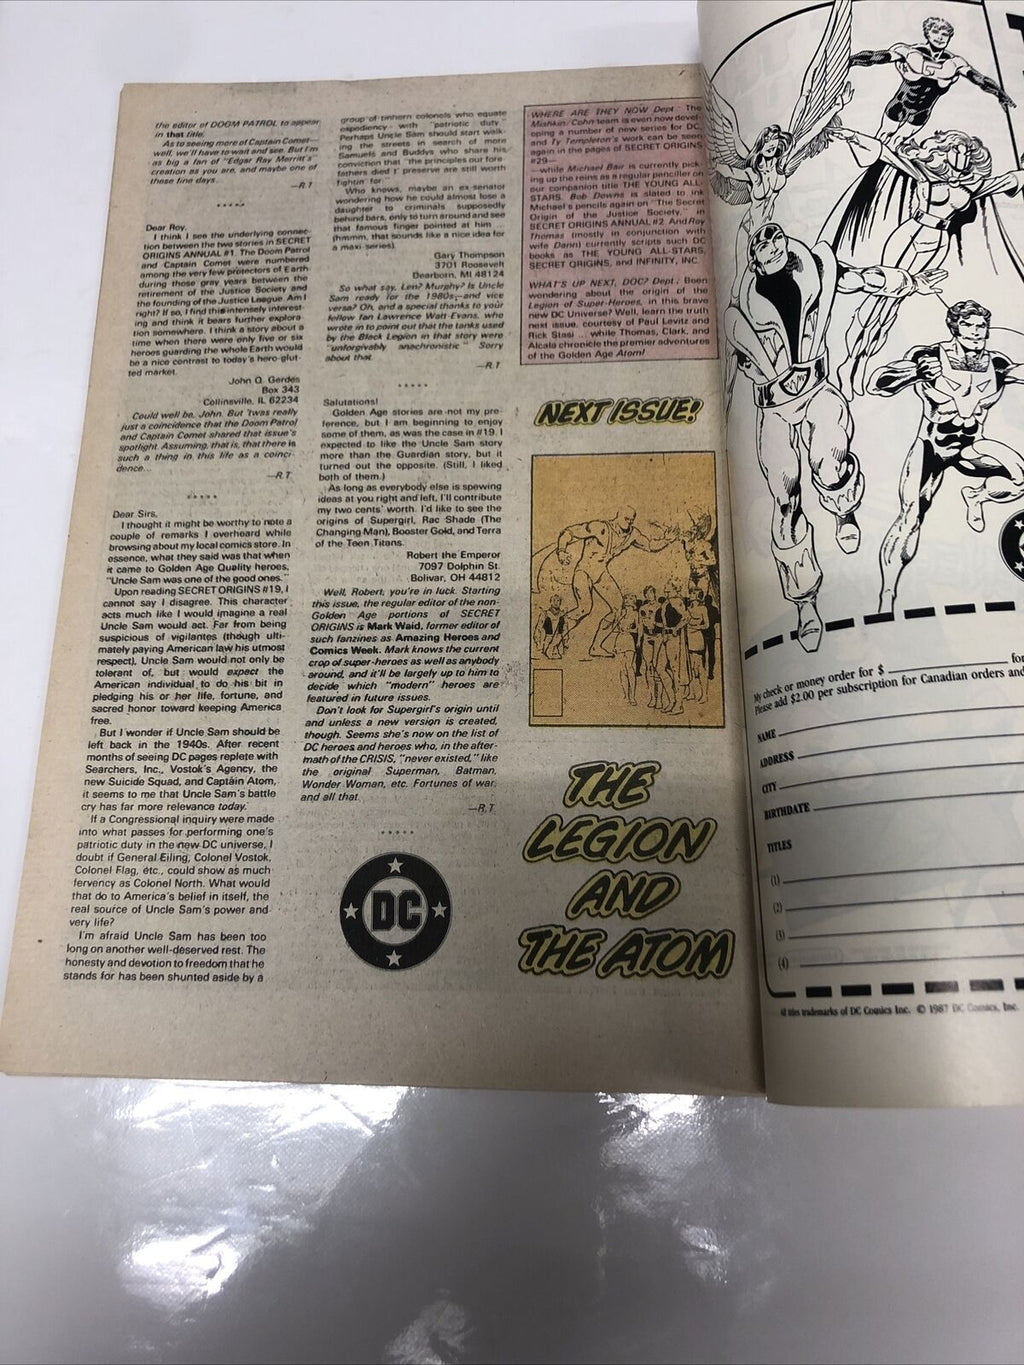 the editor of DOOM PATROL to appear
in that title.
As to seeing more of Captain Comet—
well, we'll have to wait and see. But I'm
as big a fan of "Edgar Ray Merritt's"
creation as you are, and maybe one of
these fine days...
—R.T.
*****
Dear Roy,
I think I see the underlying connec-
tion between the two stories in SECRET
ORIGINS ANNUAL #1. The Doom Patrol
and Captain Comet were numbered
among the very few protectors of Earth
during those gray years between the
retirement of the Justice Society and
the founding of the Justice League. Am I
right? If so, I find this intensely interest-
ing and think it bears further explora-
tion somewhere. I think a story about a
time when there were only five or six
heroes guarding the whole Earth would
be a nice contrast to today's hero-glut-
ted market.
John O. Gerdes
Box 343
Collinsville, IL 62234
Could well be, John. But 'twas really
just a coincidence that the Doom Patrol
and Captain Comet shared that issue's
spotlight. Assuming, that is, that there is
such a thing in this life as a coinci-
dence...
—R.T.
*****
Dear Sirs,
I thought it might be worthy to note a
couple of remarks I overheard while
browsing about my local comics store. In
essence, what they said was that when
it came to Golden Age Quality heroes,
"Uncle Sam was one of the good ones."
Upon reading SECRET ORIGINS #19, I
cannot say I disagree. This character
acts much like I would imagine a real
Uncle Sam would act. Far from being
suspicious of vigilantes (though ulti-
mately paying American law his utmost
respect), Uncle Sam would not only be
tolerant of, but would expect the
American individual to do his bit in
pledging his or her life, fortune, and
sacred honor toward keeping America
free.
But I wonder if Uncle Sam should be
left back in the 1940s. After recent
months of seeing DC pages replete with
Searchers, Inc., Vostok's Agency, the
new Suicide Squad, and Captain Atom,
it seems to me that Uncle Sam's battle
cry has far more relevance today.
If a Congressional inquiry were made
into what passes for performing one's
patriotic duty in the new DC universe, I
doubt if General Eiling, Colonel Vostok,
Colonel Flag, etc., could show as much
fervency as Colonel North. What would
that do to America's belief in itself, the
real source of Uncle Sam's power and
very life?
I'm afraid Uncle Sam has been too
long on another well-deserved rest. The
honesty and devotion to freedom that he
stands for has been shunted aside by a
group of tinhorn colonels who equate
expediency with "patriotic duty."
Perhaps Uncle Sam should start walk-
ing the streets in search of more
Samuels and Buddys who share his
conviction that "the principles our fore-
fathers died t' preserve are still worth
fightin' for."
Who knows, maybe an ex-senator
wondering how he could almost lose a
daughter to criminals supposedly
behind bars, only to turn around and see
that famous finger pointed at him ...
(hmmm, that sounds like a nice idea for
a maxi-series).
Gary Thompson
3701 Roosevelt
Dearborn, MI 48124
So what say, Len? Murphy? Is Uncle
Sam ready for the 1980s—and vice
versa? Oh, and a special thanks to your
fellow fan Lawrence Watt-Evans, who
wrote in to point out that the tanks used
by the Black Legion in that story were
"unforgivably anachronistic." Sorry
about that.
—R.T.
*****
Salutations!
Golden Age stories are not my pre-
ference, but I am beginning to enjoy
some of them, as was the case in #19. I
expected to like the Uncle Sam story
more than the Guardian story, but it
turned out the opposite. (Still, I liked
both of them.)
As long as everybody else is spewing
ideas at you right and left, I'll contribute
my two cents' worth. I'd like to see the
origins of Supergirl, Rac Shade (The
Changing Man), Booster Gold, and Terra
of the Teen Titans.
Robert the Emperor
7097 Dolphin St.
Bolivar, OH 44812
Well, Robert, you're in luck. Starting
this issue, the regular editor of the non-
Golden Age portions of SECRET
ORIGINS is Mark Waid, former editor of
such fanzines as Amazing Heroes and
Comics Week. Mark knows the current
crop of super-heroes as well as anybody
around, and it'll be largely up to him to
decide which "modern" heroes are
featured in future issues.
Don't look for Supergirl's origin until
and unless a new version is created,
though. Seems she's now on the list of
DC heroes and heroes who, in the after-
math of the CRISIS, "never existed," like
the original Superman, Batman,
Wonder Woman, etc. Fortunes of war,
and all that.
—R.T.
*****
DC
WHERE ARE THEY NOW Dept.: The
Mishkin/Cohn team is even now devel-
oping a number of new series for DC,
and Ty Templeton's work can be seen
again in the pages of SECRET ORIGINS
#29—
—while Michael Bair is currently pick-
ing up the reins as a regular penciller on
our companion title THE YOUNG ALL-
STARS. Bob Downs is slated to ink
Michael's pencils again on "The Secret
Origin of the Justice Society," in
SECRET ORIGINS ANNUAL #2. And Roy
Thomas (mostly in conjunction with
wife Dann) currently scripts such DC
books as THE YOUNG ALL-STARS,
SECRET ORIGINS, and INFINITY, INC.
WHAT'S UP NEXT, DOC? Dept.: Been
wondering about the origin of the
Legion of Super-Heroes, in this brave
new DC Universe? Well, learn the truth
next issue, courtesy of Paul Levitz and
Rick Stasi ... while Thomas, Clark, and
Alcala chronicle the premier adventures
of the Golden Age Atom!
NEXT ISSUE!
THE
LEGION
AND
THE ATOM
My check or money order for $ for
Please add $2.00 per subscription for Canadian orders and
NAME
ADDRESS
CITY
BIRTHDATE
TITLES
(1)
(2)
(3)
(4)
All titles trademarks of DC Comics Inc. © 1987 DC Comics, Inc.